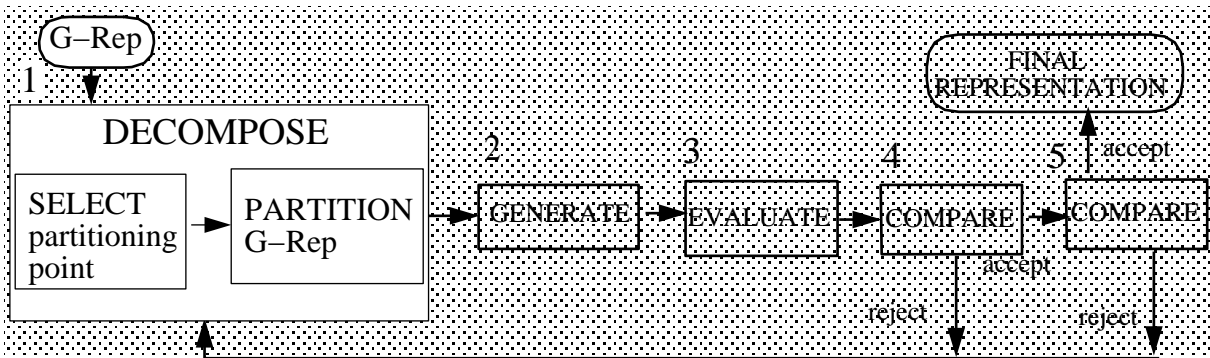 G–Rep
1
DECOMPOSE
SELECT
partitioning
point
PARTITION
G–Rep
2
GENERATE
3
EVALUATE
4
COMPARE
accept
reject
5
COMPARE
accept
reject
FINAL
REPRESENTATION